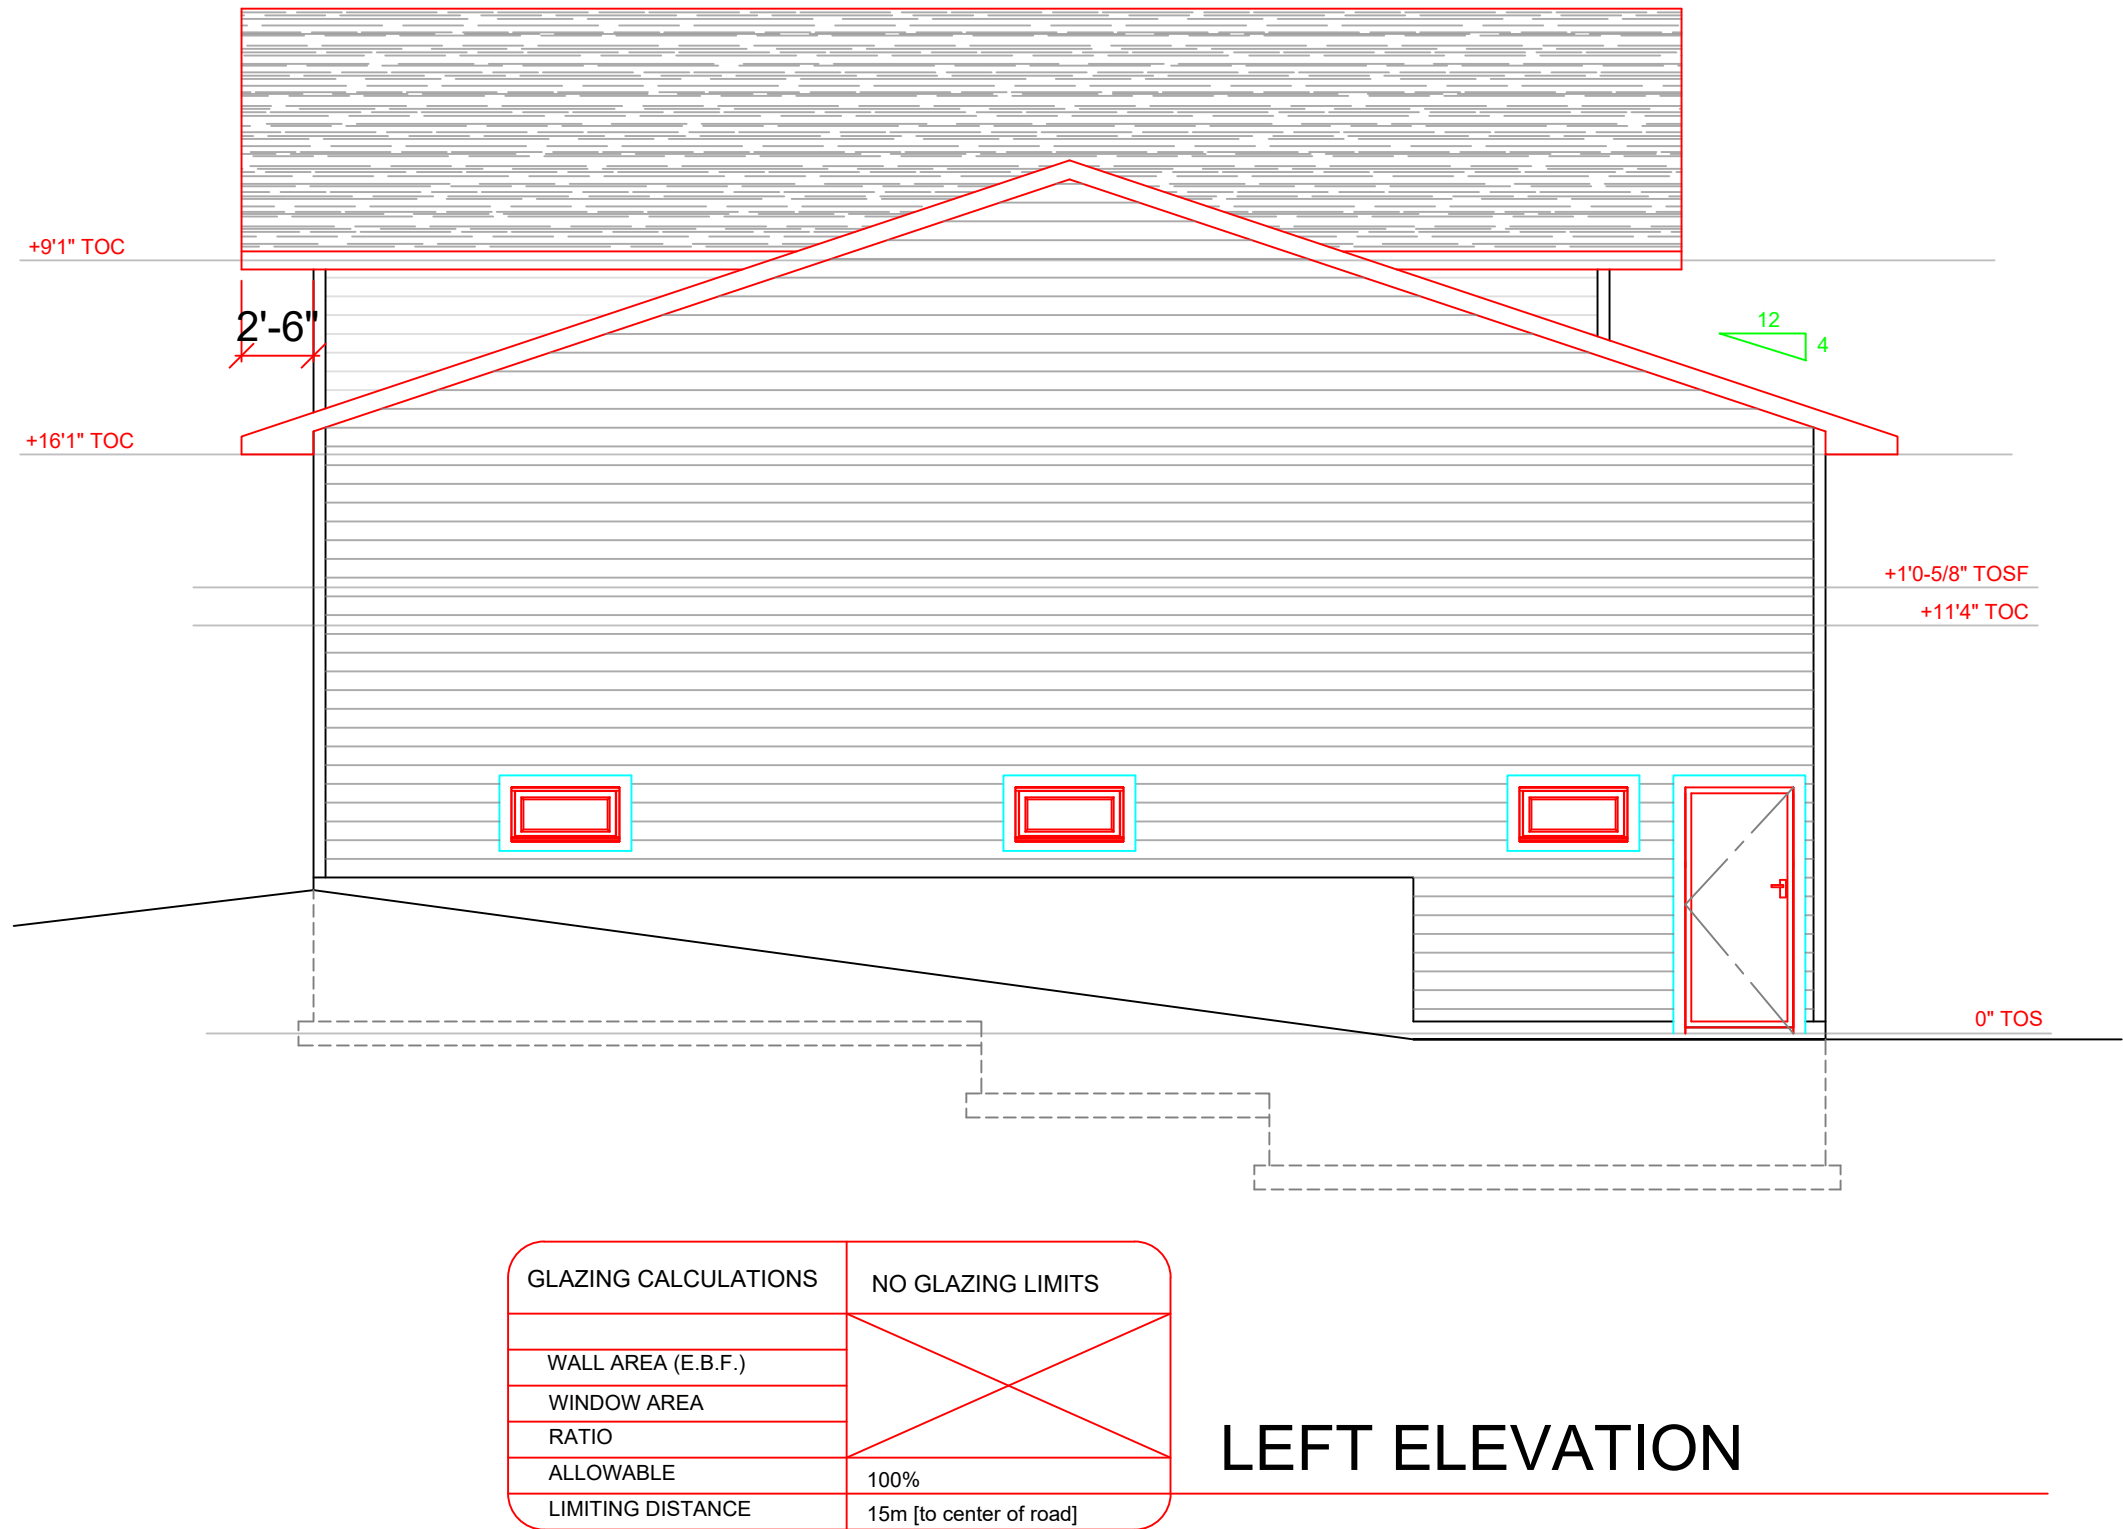 +9'1" TOC
2'-6"
12
4
+16'1" TOC
+1'0-5/8" TOSF
+11'4" TOC
0" TOS
GLAZING CALCULATIONS
NO GLAZING LIMITS
WALL AREA (E.B.F.)
WINDOW AREA
RATIO
ALLOWABLE
100%
LIMITING DISTANCE
15m [to center of road]
LEFT ELEVATION